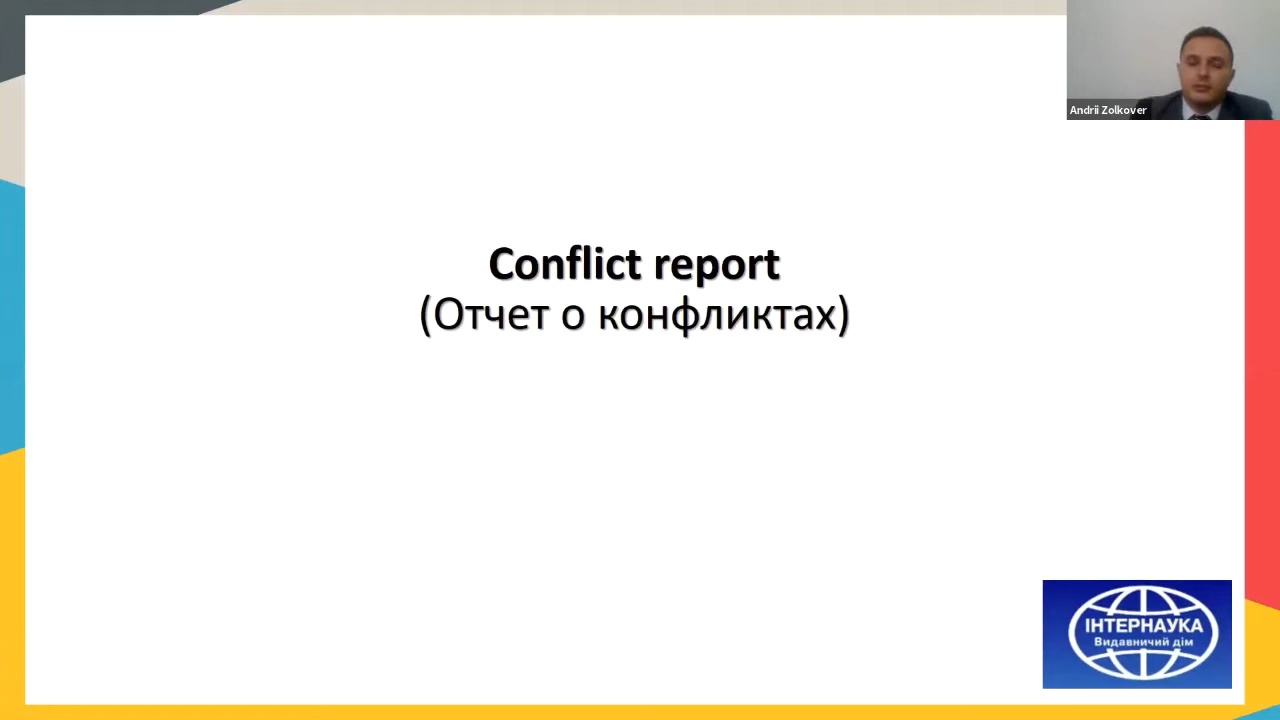 Andrii Zolkover
Conflict report
(Отчет о конфликтах)
ІНТЕРНАУКА
Видавничий дім